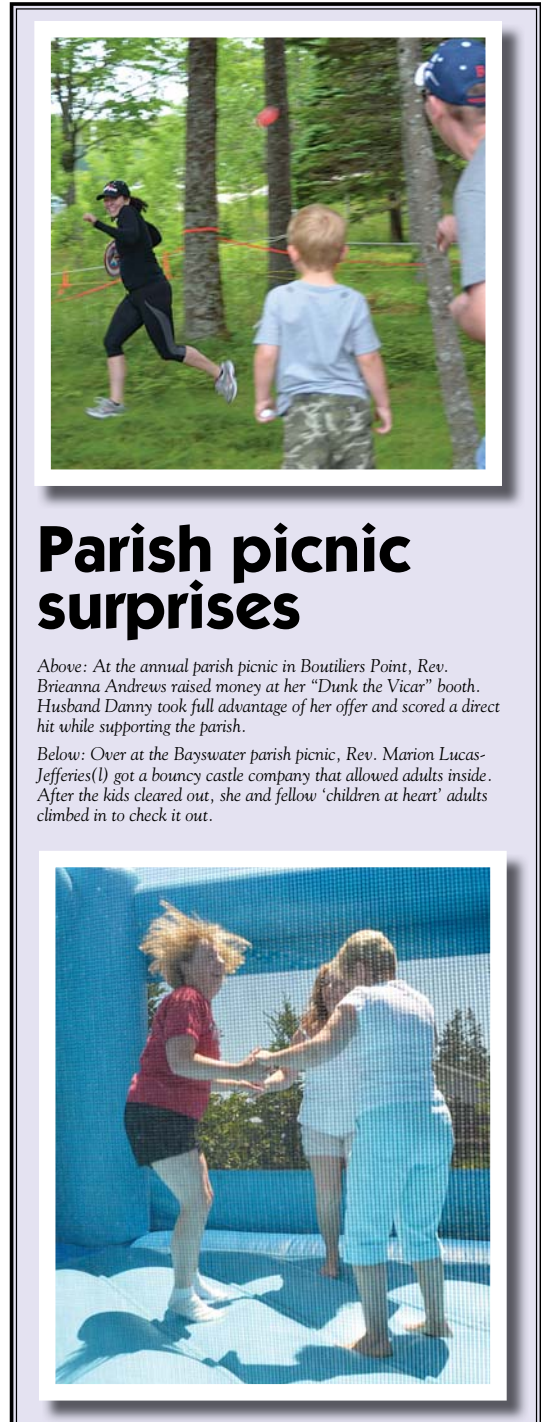 Parish picnic
surprises
Above: At the annual parish picnic in Boutiliers Point, Rev.
Brieanna Andrews raised money at her “Dunk the Vicar” booth.
Husband Danny took full advantage of her offer and scored a direct
hit while supporting the parish.
Below: Over at the Bayswater parish picnic, Rev. Marion Lucas-
Jefferies(l) got a bouncy castle company that allowed adults inside.
After the kids cleared out, she and fellow ‘children at heart’ adults
climbed in to check it out.